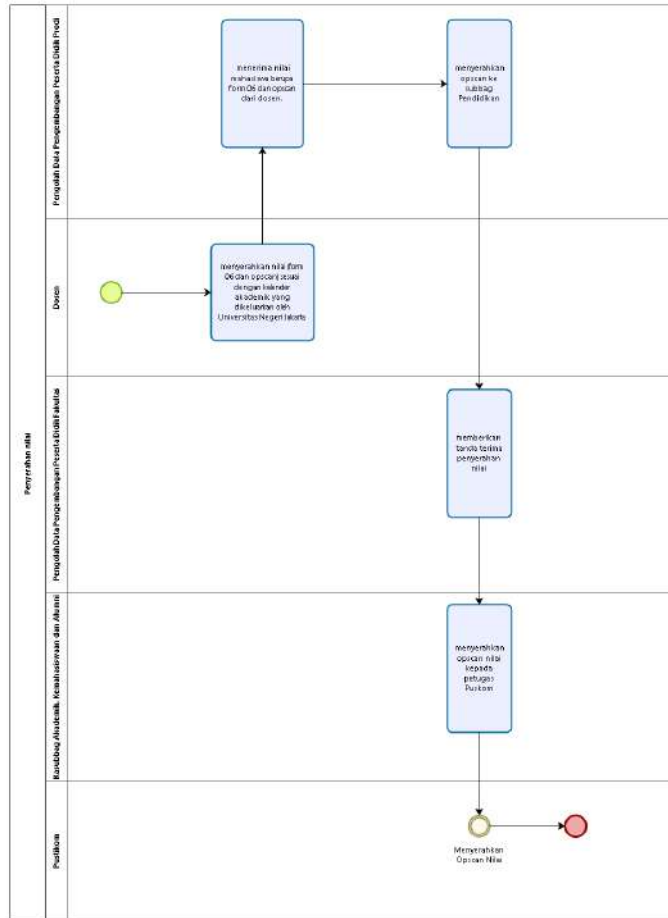 Penyerahan nilai
Pengolah Data Pengembangan Peserta Didik Prodi
menerima nilai
mahasiswa berupa
form 06 dan opscan
dari dosen.
menyerahkan
opscan ke
subbag
Pendidikan
Dosen
menyerahkan nilai (form
06 dan opscan) sesuai
dengan kalender
akademik yang
dikeluarkan oleh
Universitas Negeri Jakarta
Pengolah Data Pengembangan Peserta Didik Fakultas
memberikan
tanda terima
penyerahan
nilai
Kasubbag Akademik, Kemahasiswaan dan Alumni
menyerahkan
opscan nilai
kepada
petugas
Puskom
Pustikom
Menyerahkan
Opscan Nilai